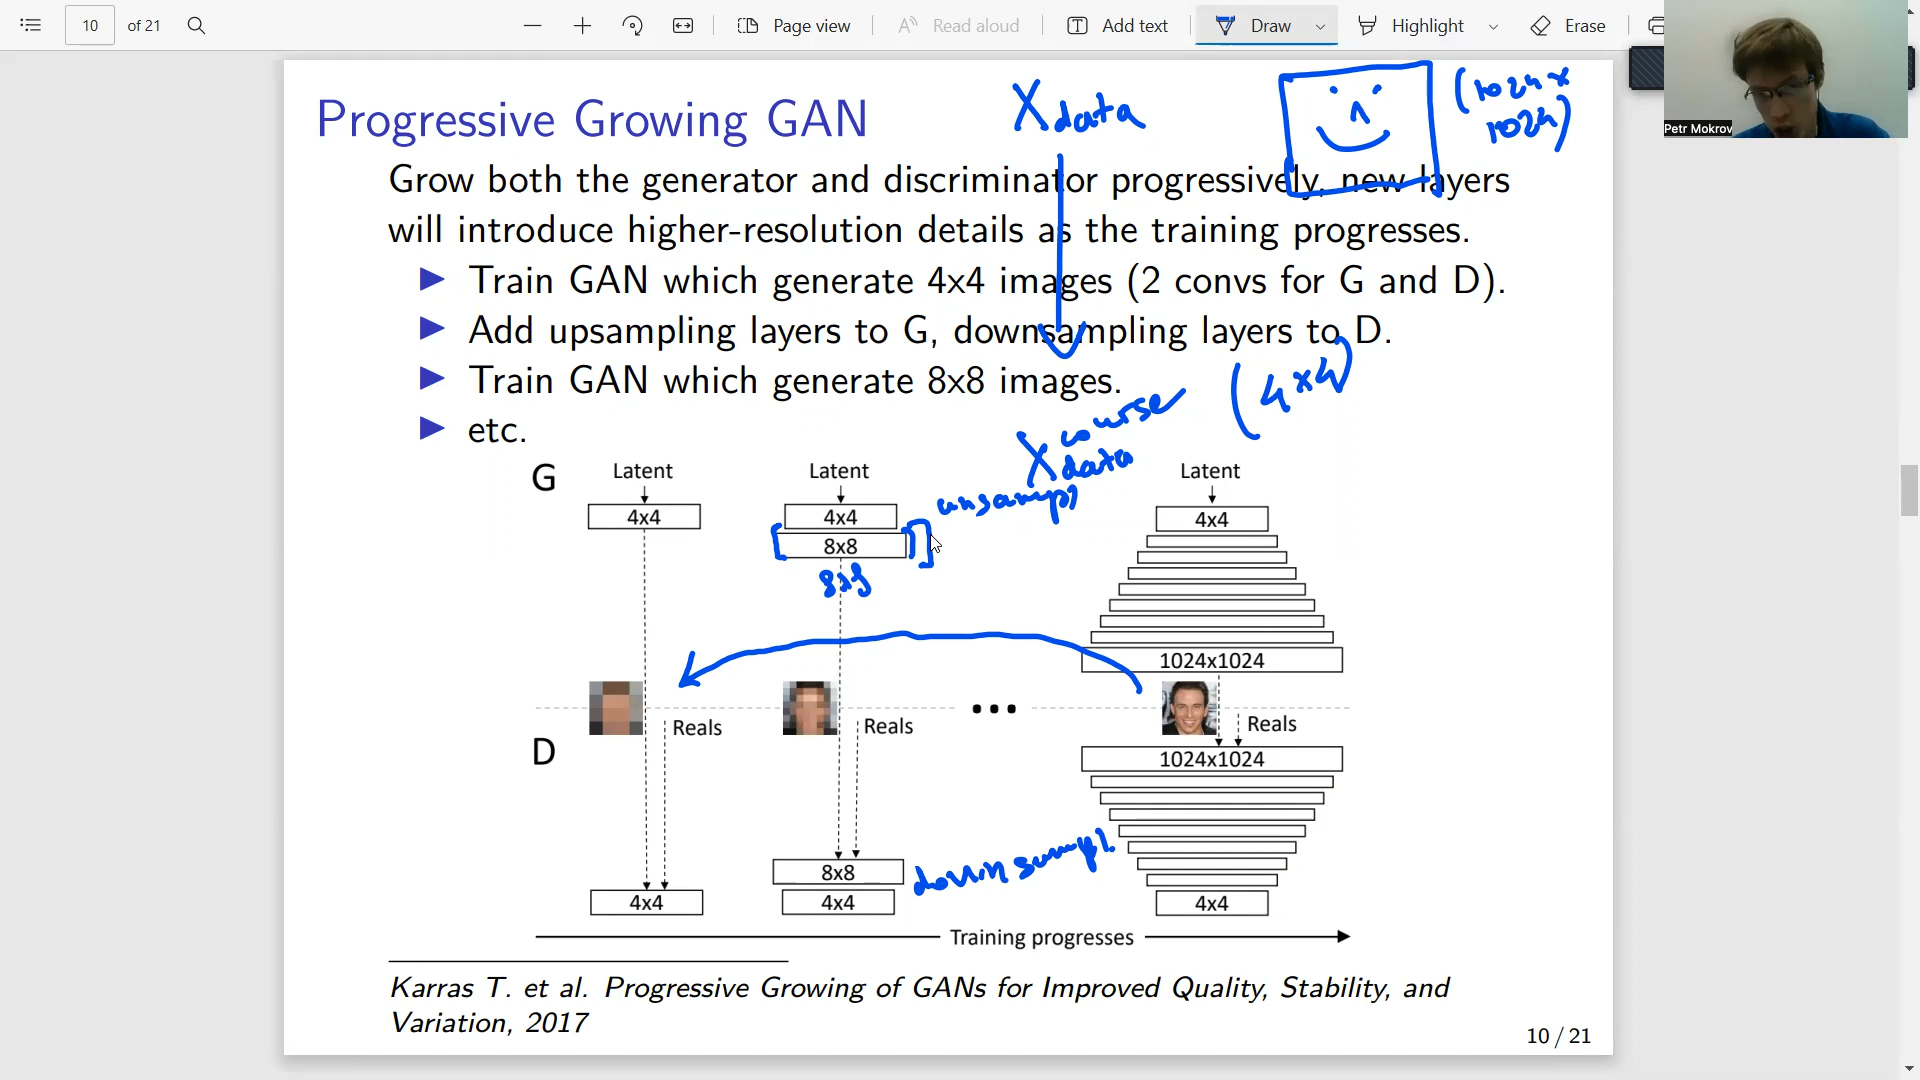 10 of 21 Page view Read aloud Add text Draw Highlight Erase
Petr Mokrov
Progressive Growing GAN
X data
(1024 x
1024)
Grow both the generator and discriminator progressively, new layers
will introduce higher-resolution details as the training progresses.
Train GAN which generate 4x4 images (2 convs for G and D).
Add upsampling layers to G, downsampling layers to D.
Train GAN which generate 8x8 images.
(4x4)
etc.
X course data
G Latent Latent Latent
4x4 4x4 4x4
8x8
8x8
1024x1024
Reals Reals Reals
D
1024x1024
8x8
4x4 4x4 4x4
Training progresses
Karras T. et al. Progressive Growing of GANs for Improved Quality, Stability, and
Variation, 2017
10 / 21